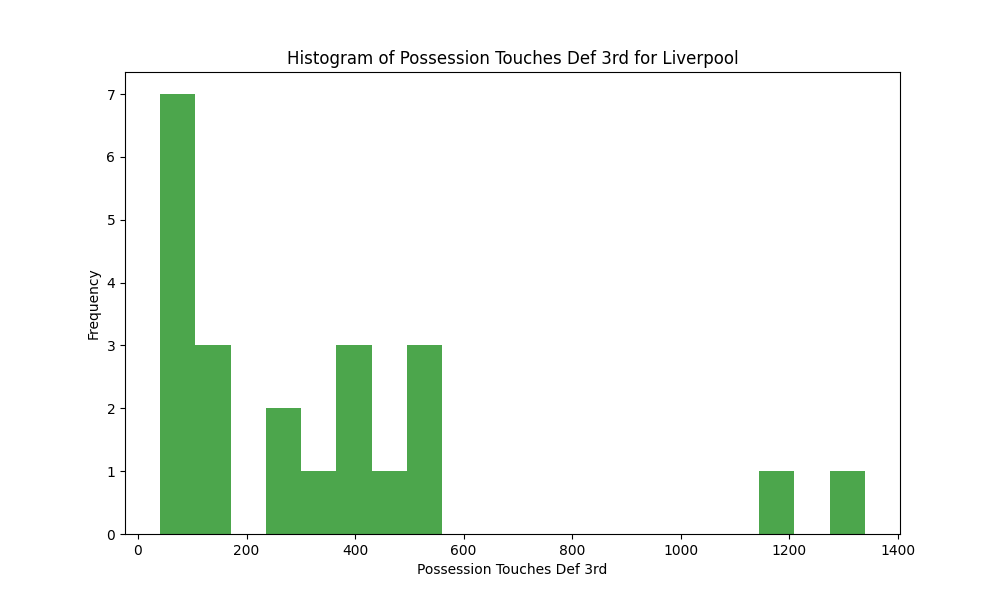 Histogram of Possession Touches Def 3rd for Liverpool
7
6
5
4
3
2
1
0
Frequency
0 200 400 600 800 1000 1200 1400
Possession Touches Def 3rd